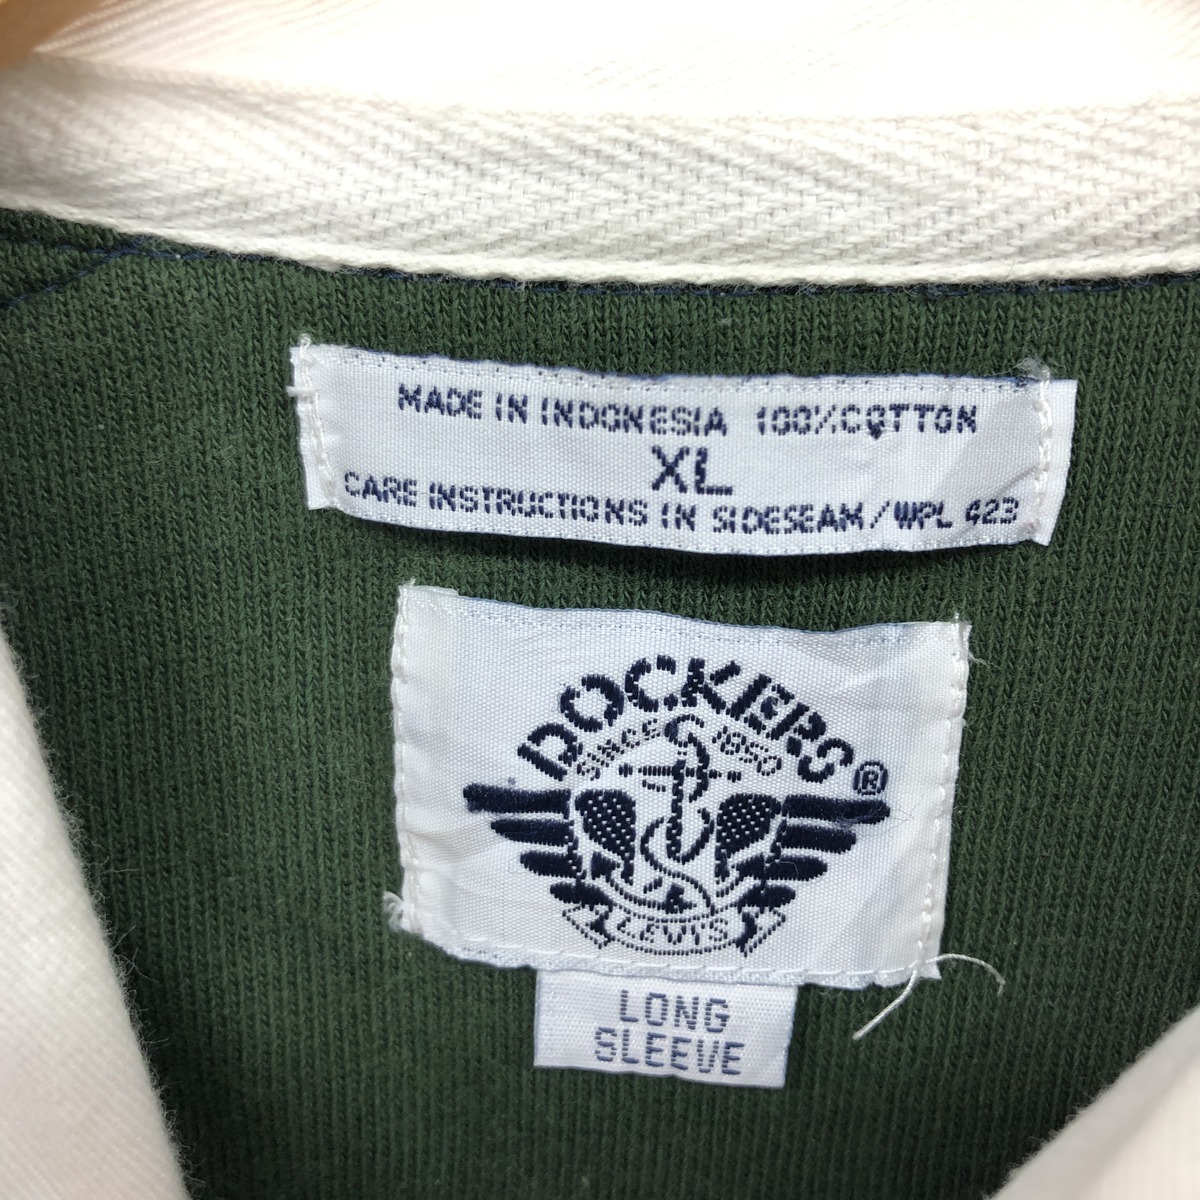 MADE IN INDONESIA 100%COTTON
XL
CARE INSTRUCTIONS IN SIDESEAM/WPL 423
DOCKERS®
SINCE 1850
LEVI'S
LONG
SLEEVE